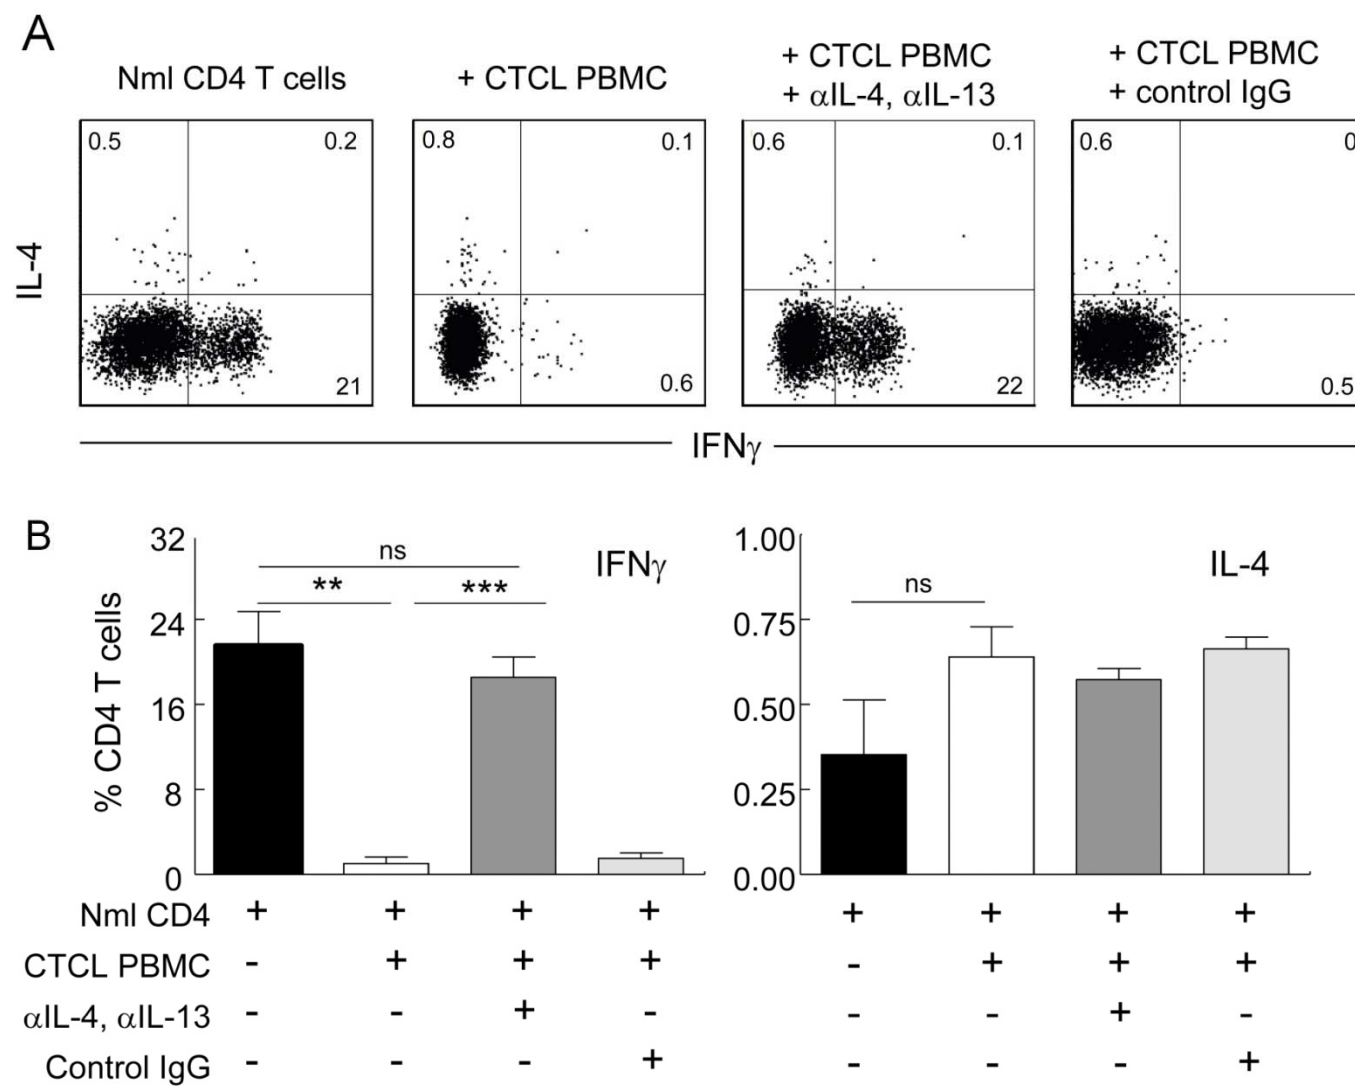 A
Nml CD4 T cells
+ CTCL PBMC
+ CTCL PBMC
+ αIL-4, αIL-13
+ CTCL PBMC
+ control IgG
IL-4
0.5 0.2
21
0.8 0.1
0.6
0.6 0.1
22
0.6 0
0.5
IFNγ
B
% CD4 T cells
32
24
16
8
0
ns
** ***
IFNγ
1.00
0.75
0.50
0.25
0.00
ns
IL-4
Nml CD4 + + + + + + + +
CTCL PBMC - + + + - + + +
αIL-4, αIL-13 - - + - - - + -
Control IgG - - - + - - - +